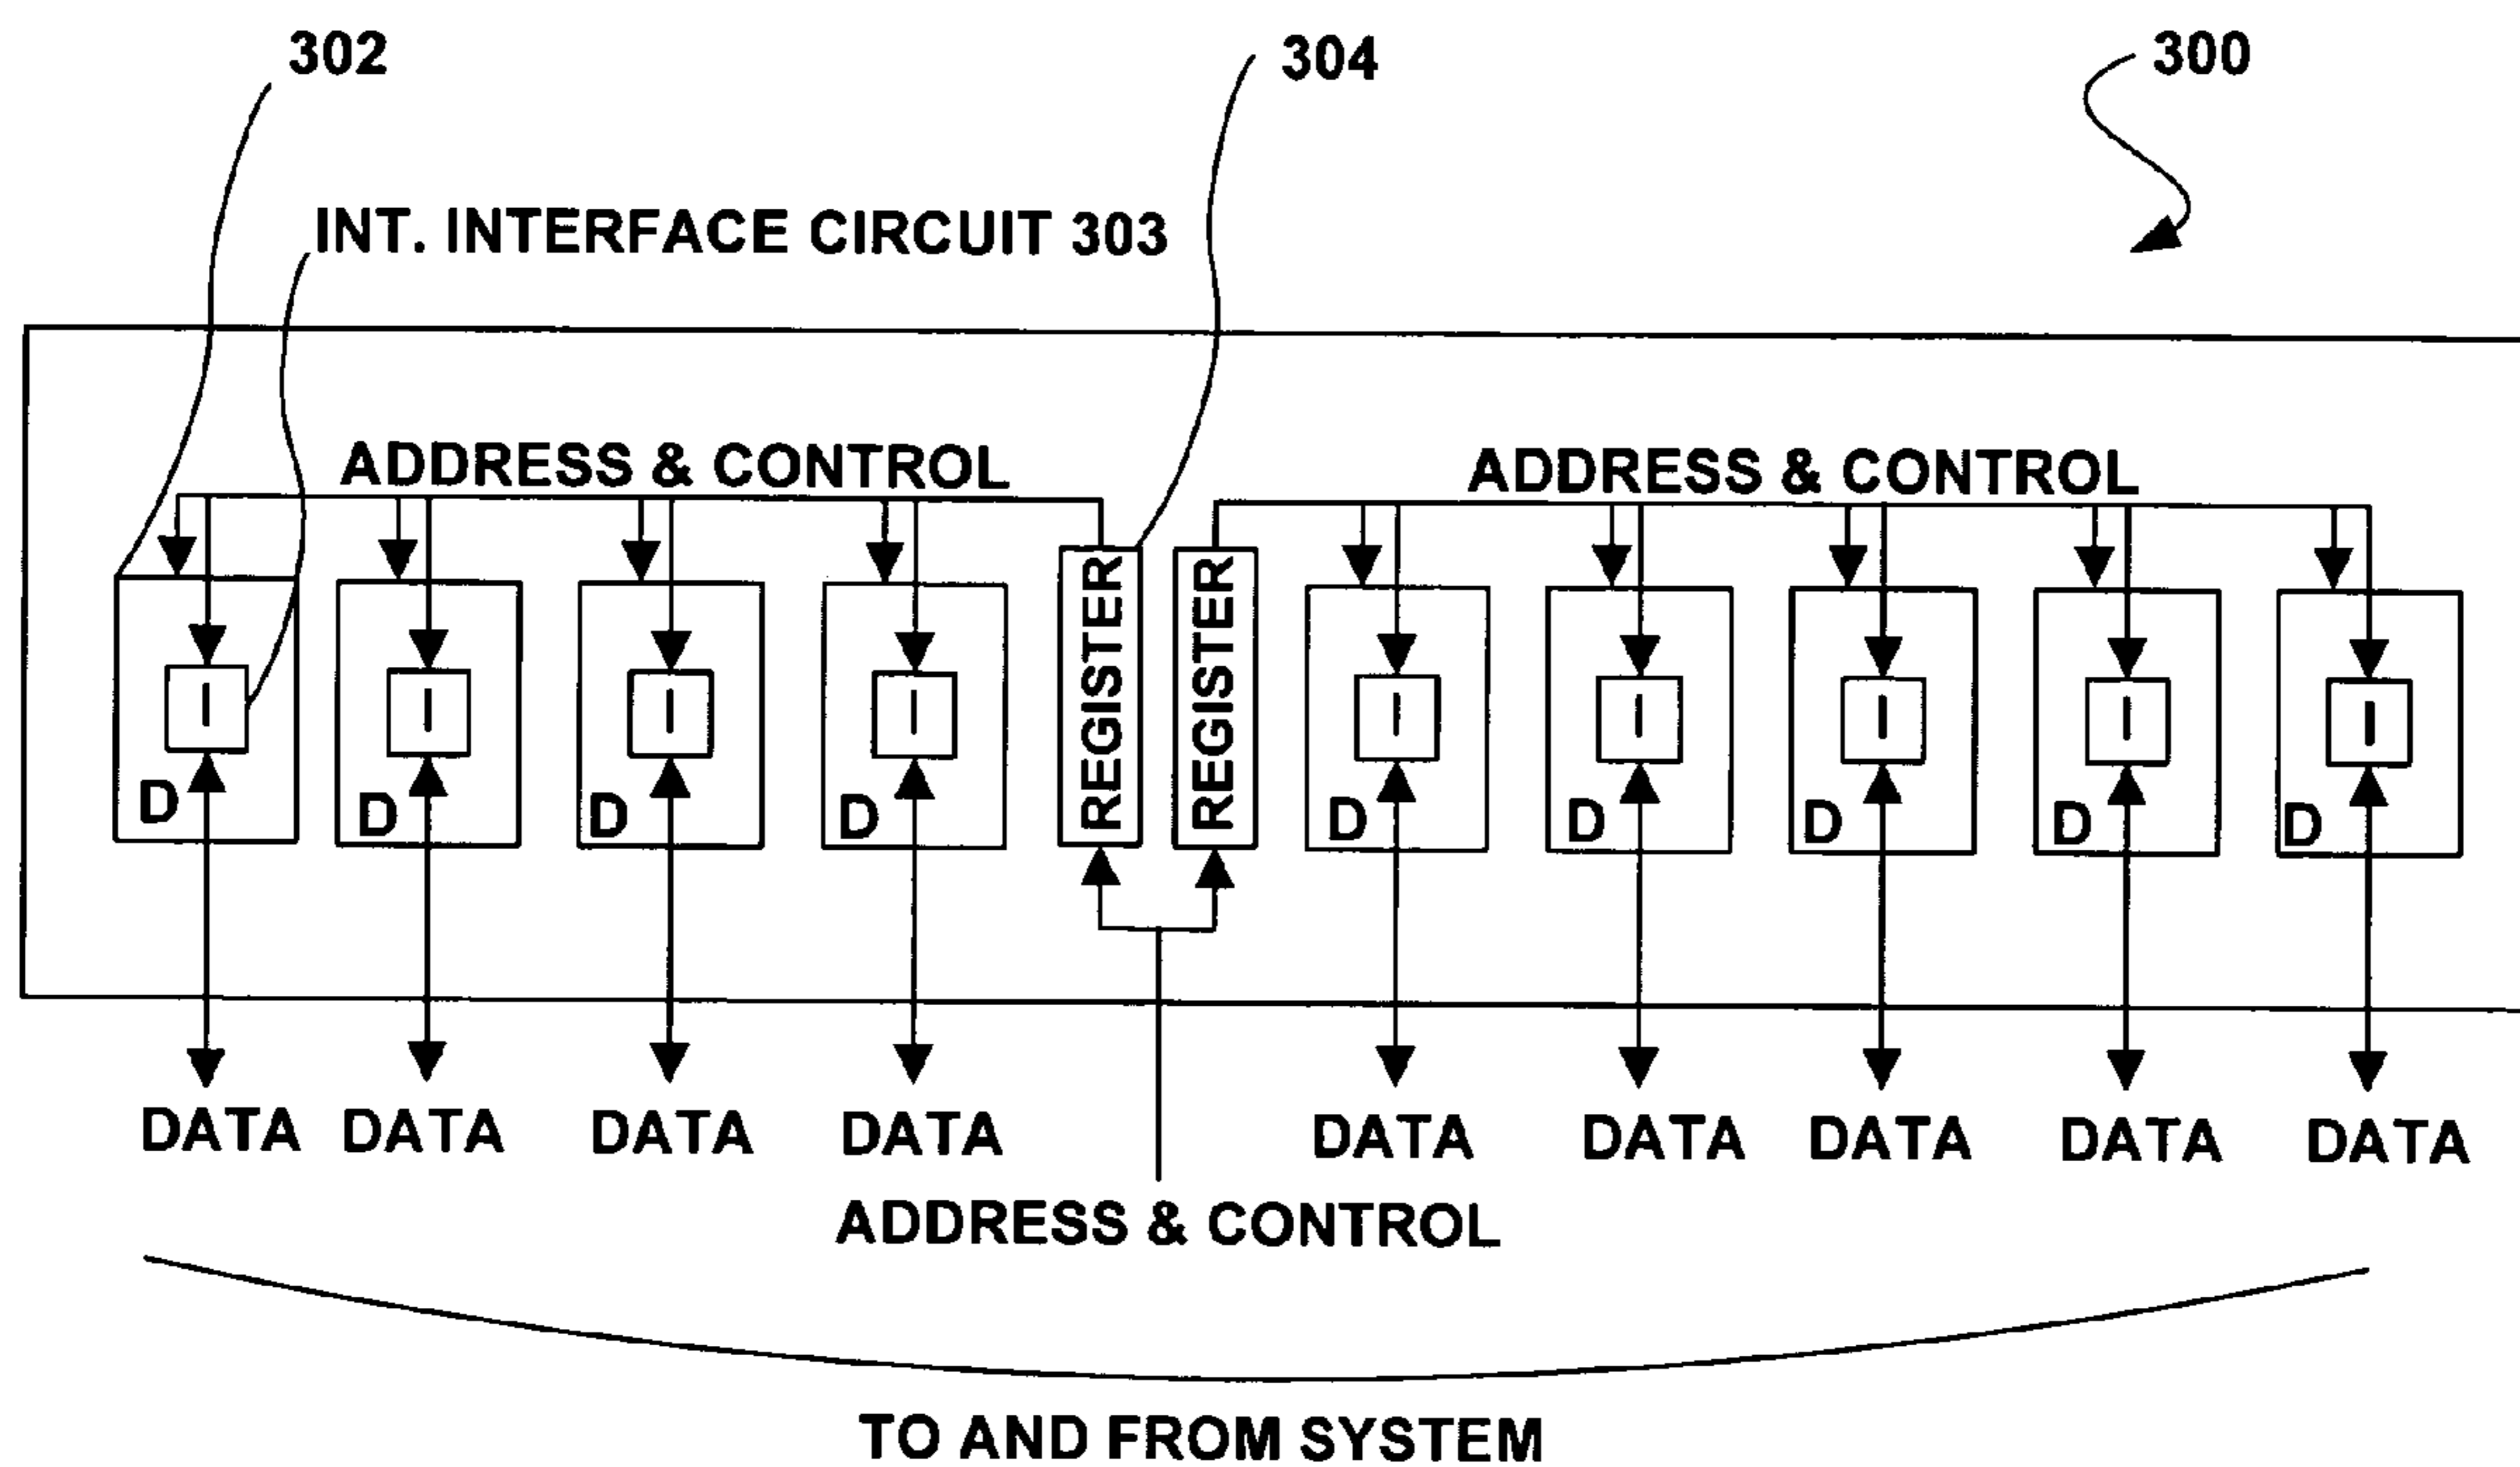 302
304
300
INT. INTERFACE CIRCUIT 303
ADDRESS & CONTROL
ADDRESS & CONTROL
I
D
I
D
I
D
I
D
REGISTER
REGISTER
I
D
I
D
I
D
I
D
I
D
DATA
DATA
DATA
DATA
DATA
DATA
DATA
DATA
DATA
ADDRESS & CONTROL
TO AND FROM SYSTEM